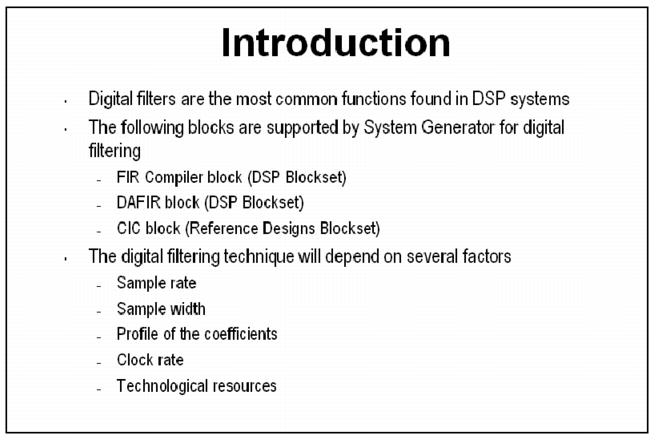 Introduction
· Digital filters are the most common functions found in DSP systems
· The following blocks are supported by System Generator for digital
filtering
– FIR Compiler block (DSP Blockset)
– DAFIR block (DSP Blockset)
– CIC block (Reference Designs Blockset)
· The digital filtering technique will depend on several factors
– Sample rate
– Sample width
– Profile of the coefficients
– Clock rate
– Technological resources